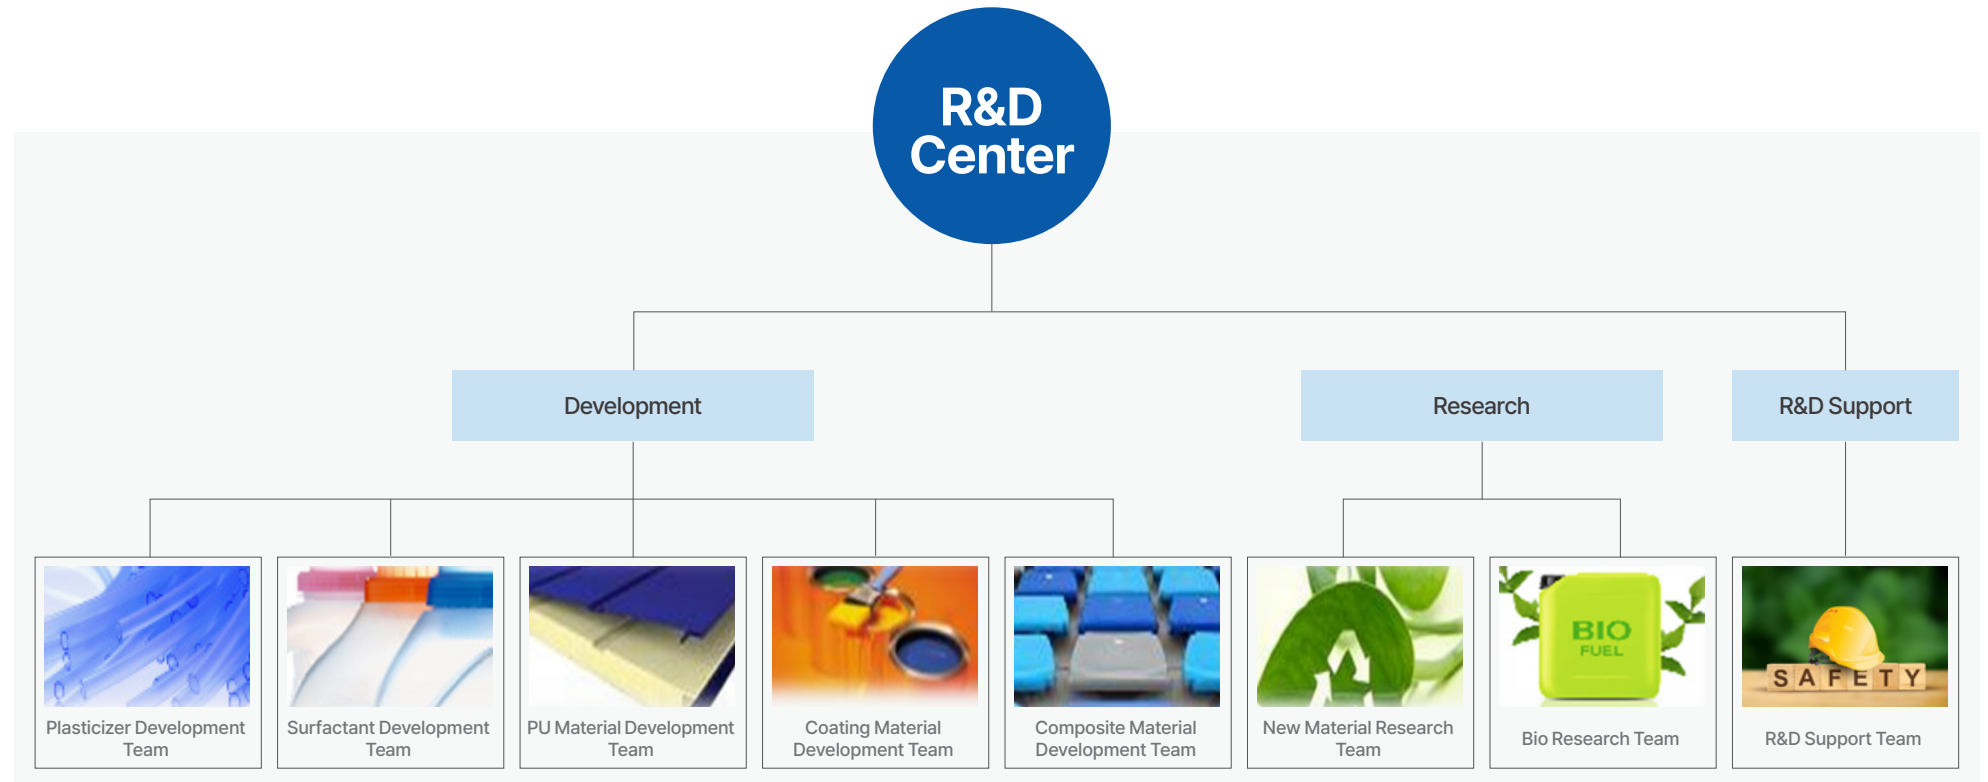 R&D
Center
Development
Research
R&D Support
BIO
FUEL
SAFETY
Plasticizer Development
Team
Surfactant Development
Team
PU Material Development
Team
Coating Material
Development Team
Composite Material
Development Team
New Material Research
Team
Bio Research Team
R&D Support Team